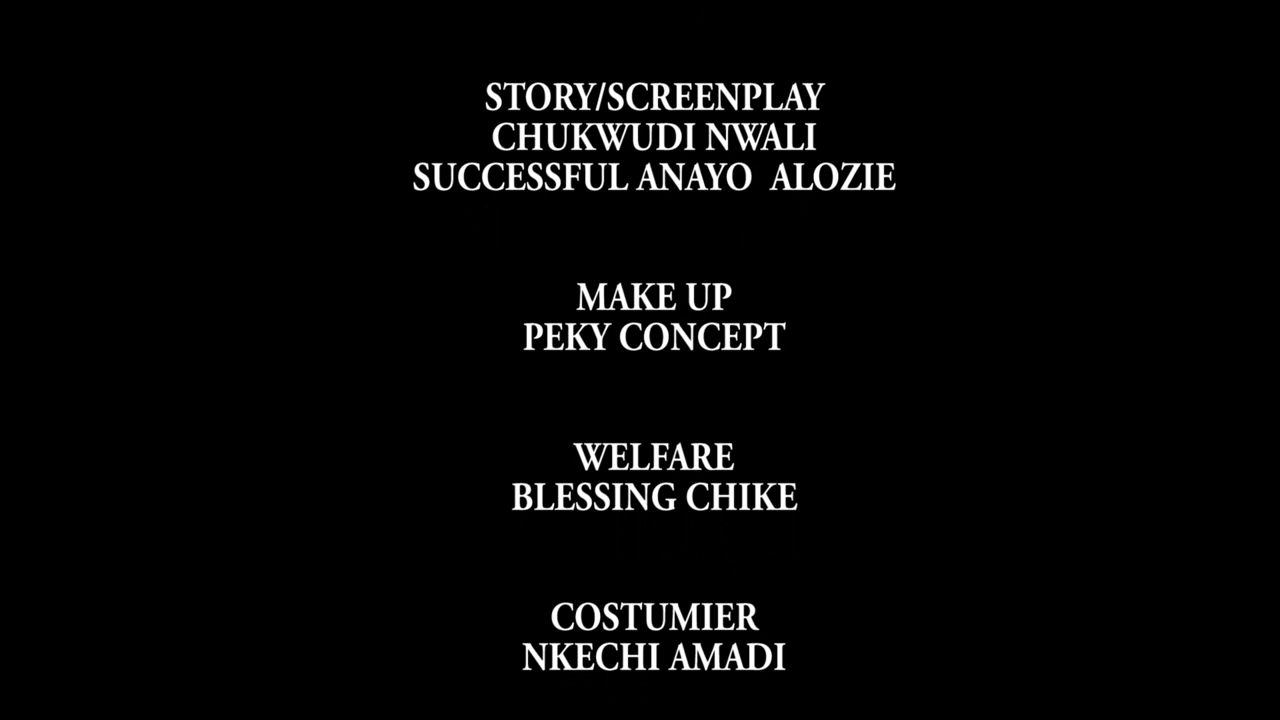 STORY/SCREENPLAY
CHUKWUDI NWALI
SUCCESSFUL ANAYO  ALOZIE
MAKE UP
PEKY CONCEPT
WELFARE
BLESSING CHIKE
COSTUMIER
NKECHI AMADI